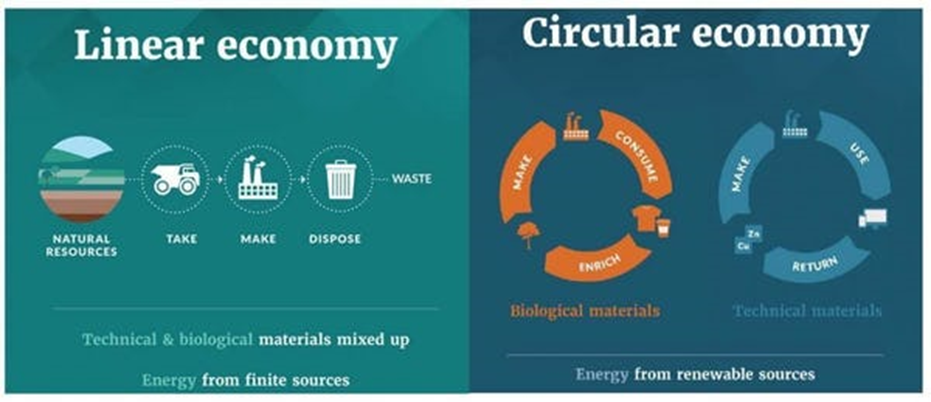 Linear economy
NATURAL
RESOURCES
TAKE
MAKE
DISPOSE
WASTE
Technical & biological materials mixed up
Energy from finite sources
Circular economy
MAKE
CONSUME
ENRICH
Biological materials
MAKE
USE
Zn
Cu
RETURN
Technical materials
Energy from renewable sources